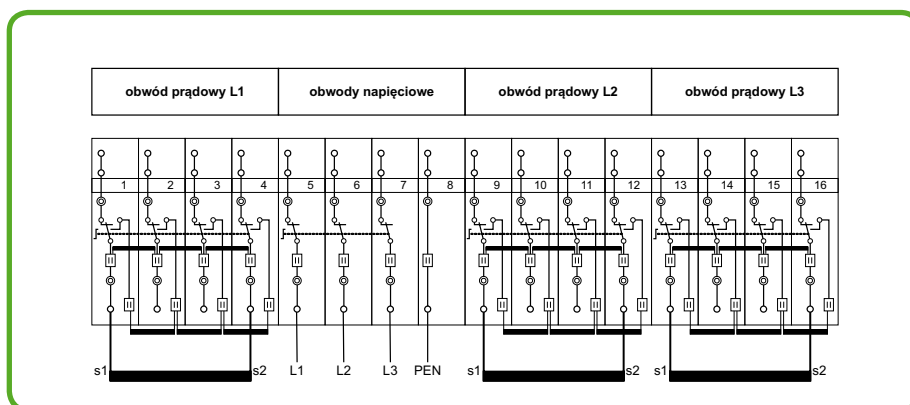 obwód prądowy L1 obwody napięciowe obwód prądowy L2 obwód prądowy L3
1 2 3 4 5 6 7 8 9 10 11 12 13 14 15 16
s1 s2 L1 L2 L3 PEN s1 s2 s1 s2